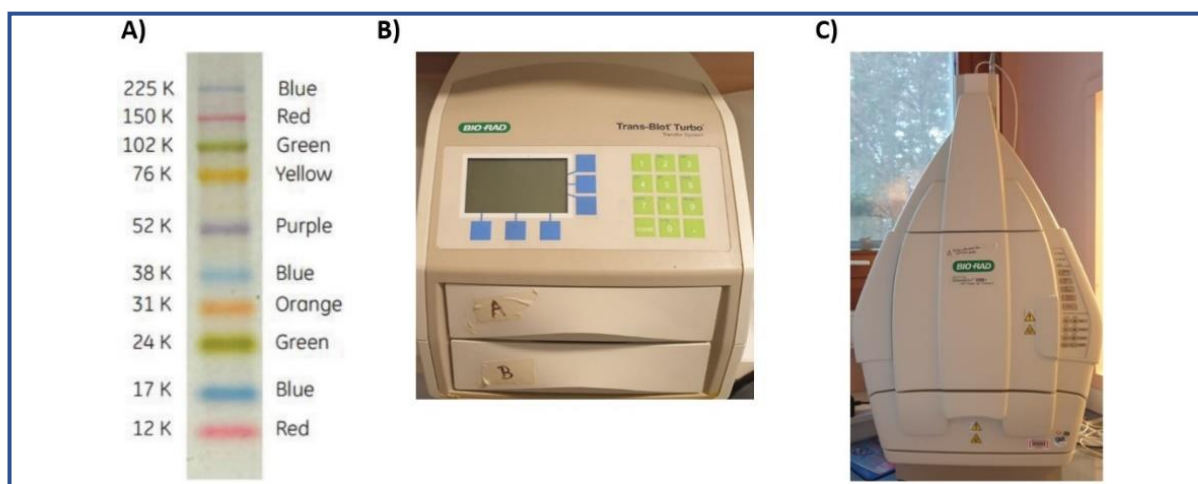 A)
225 K Blue
150 K Red
102 K Green
76 K Yellow
52 K Purple
38 K Blue
31 K Orange
24 K Green
17 K Blue
12 K Red
B)
BIO-RAD
Trans-Blot Turbo
Transfer System
1 2 3
4 5 6
7 8 9
0 .
A
B
C)
BIO-RAD